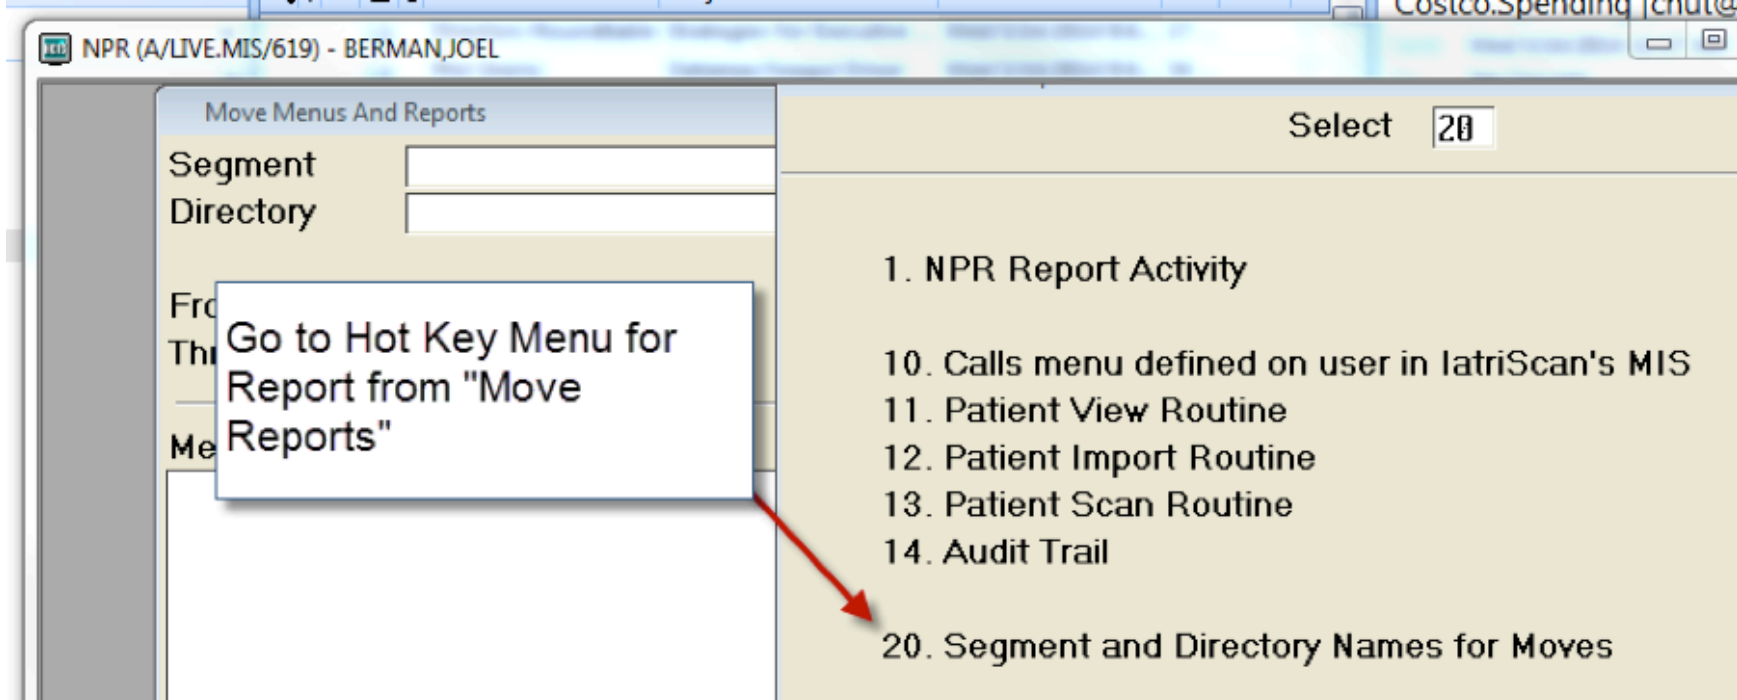 Costco.Spending
NPR (A/LIVE.MIS/619) - BERMAN,JOEL
Move Menus And Reports
Segment
Directory
Go to Hot Key Menu for
Report from "Move
Reports"
Select 20
1. NPR Report Activity
10. Calls menu defined on user in IatriScan's MIS
11. Patient View Routine
12. Patient Import Routine
13. Patient Scan Routine
14. Audit Trail
20. Segment and Directory Names for Moves